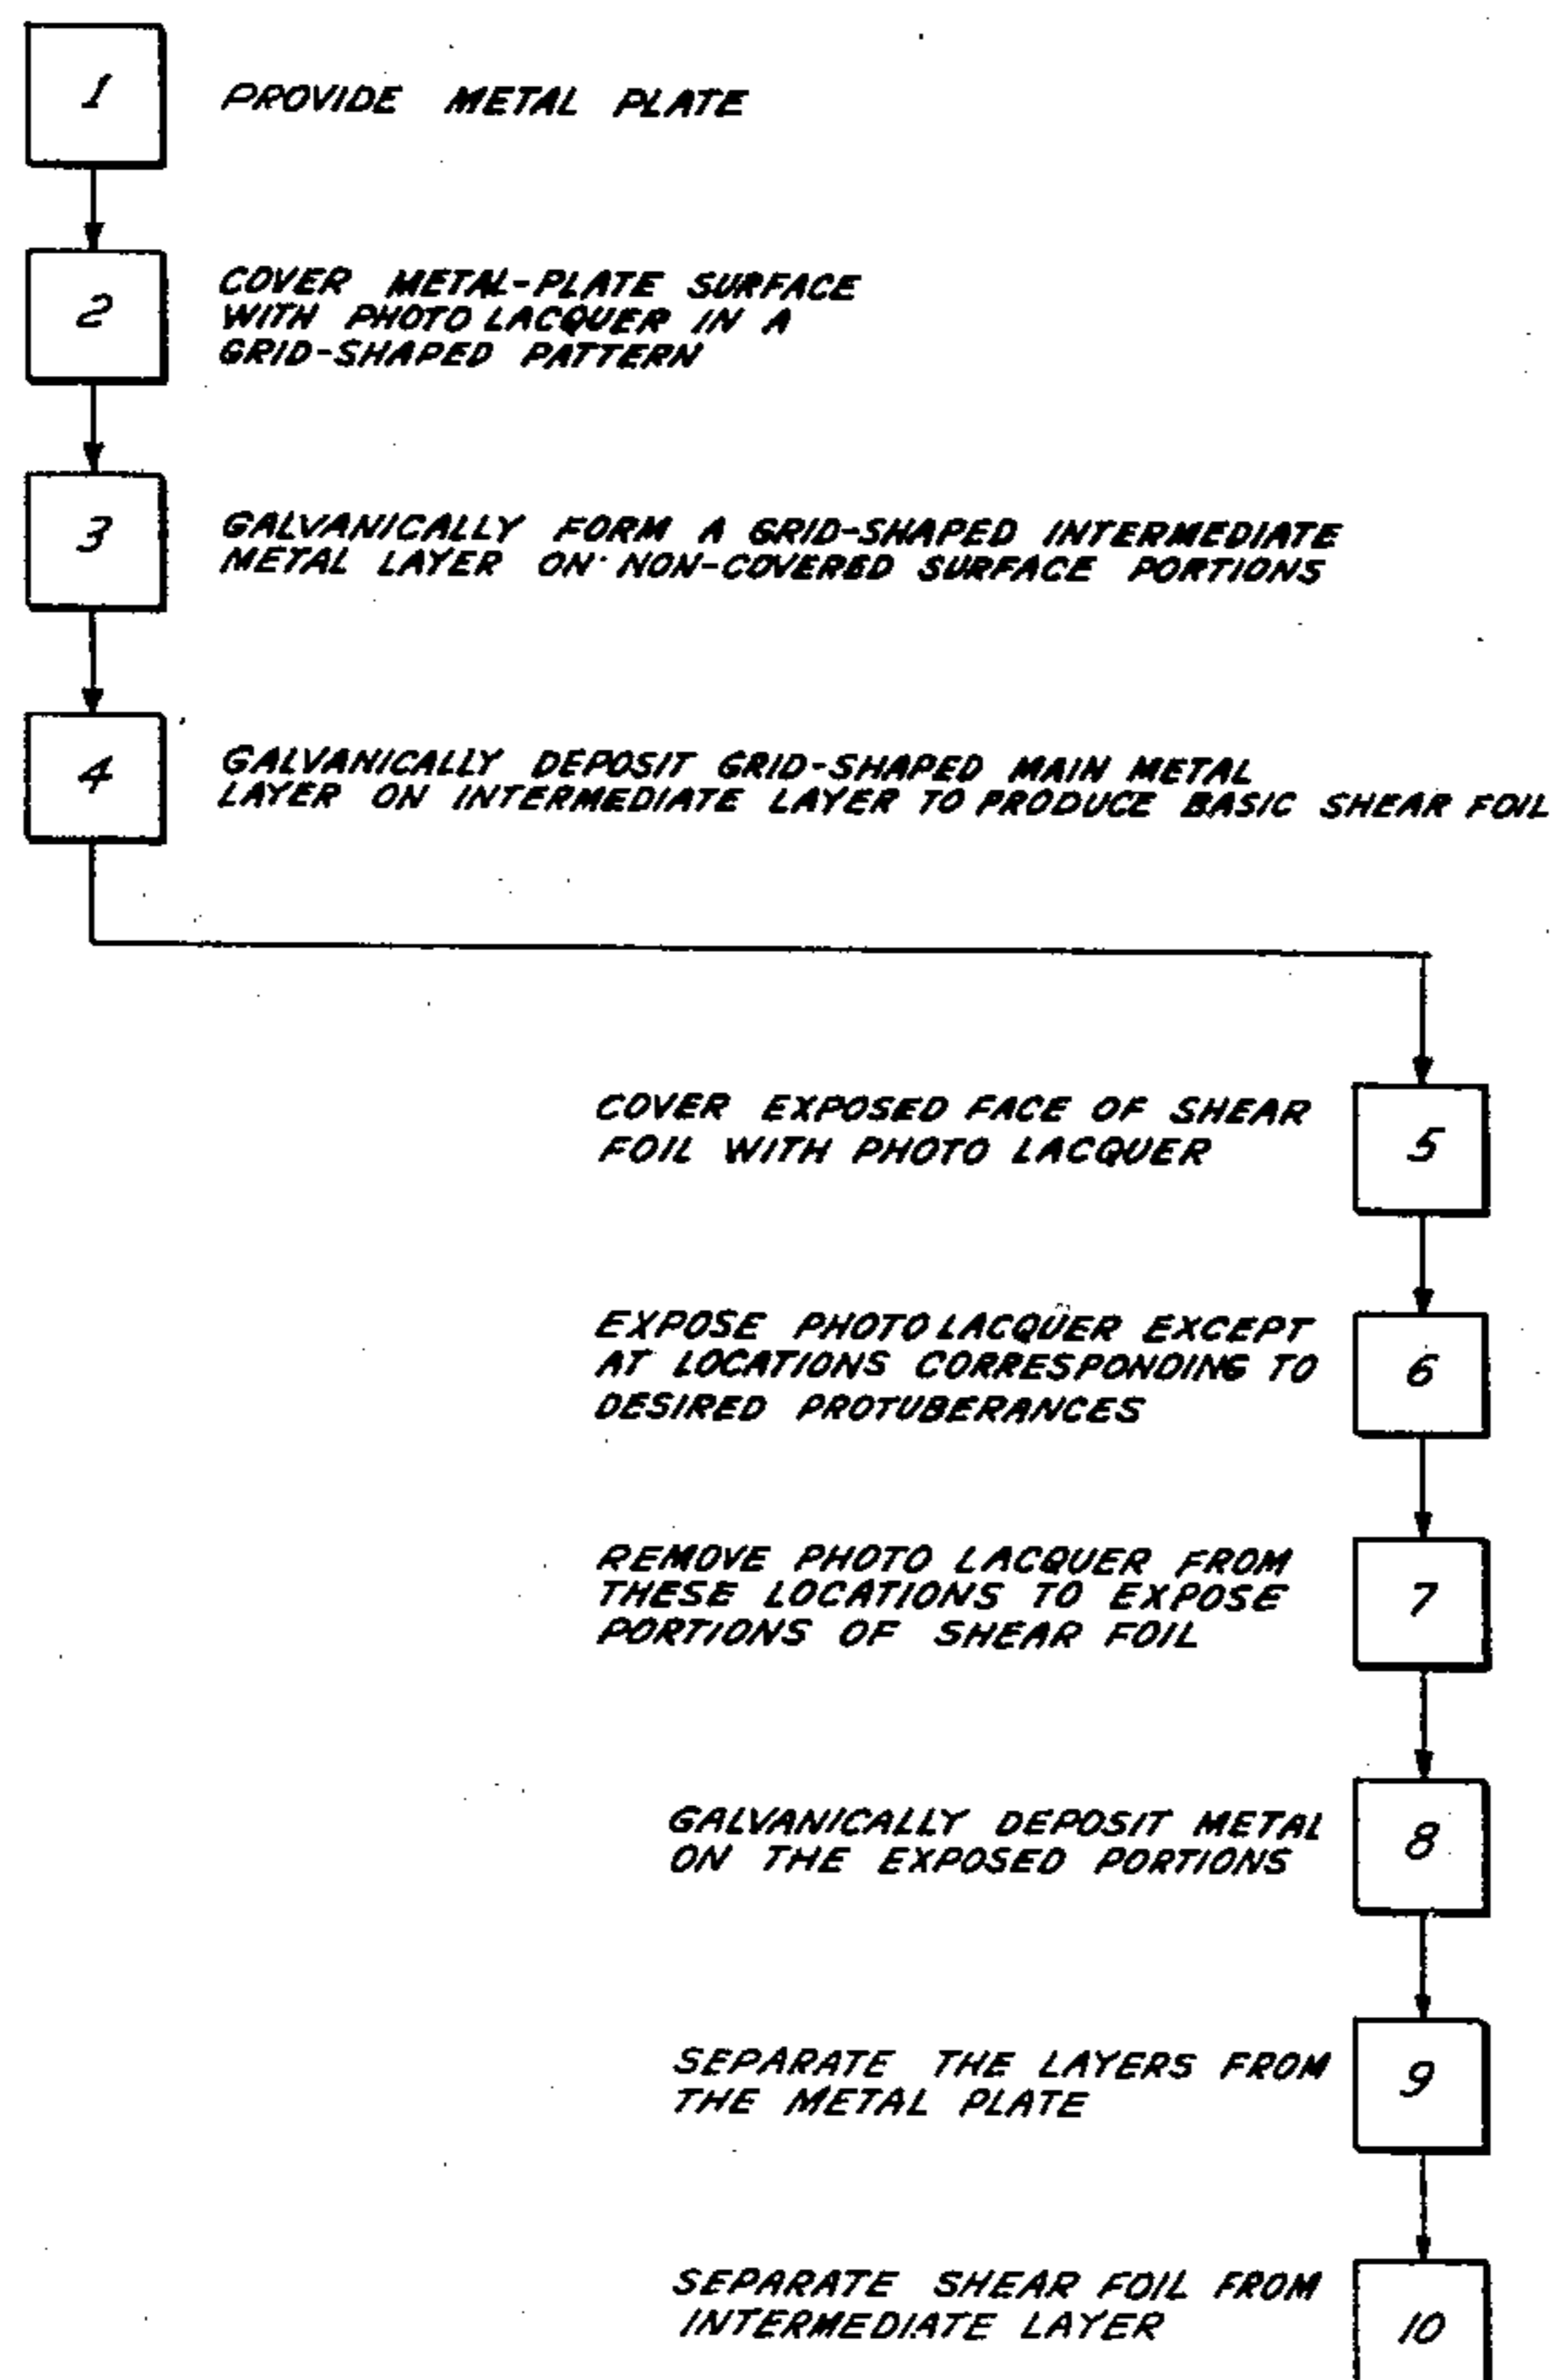 1 PROVIDE METAL PLATE
2 COVER METAL-PLATE SURFACE
WITH PHOTO LACQUER IN A
GRID-SHAPED PATTERN
3 GALVANICALLY FORM A GRID-SHAPED INTERMEDIATE
METAL LAYER ON NON-COVERED SURFACE PORTIONS
4 GALVANICALLY DEPOSIT GRID-SHAPED MAIN METAL
LAYER ON INTERMEDIATE LAYER TO PRODUCE BASIC SHEAR FOIL
COVER EXPOSED FACE OF SHEAR
FOIL WITH PHOTO LACQUER 5
EXPOSE PHOTO LACQUER EXCEPT
AT LOCATIONS CORRESPONDING TO 6
DESIRED PROTUBERANCES
REMOVE PHOTO LACQUER FROM
THESE LOCATIONS TO EXPOSE 7
PORTIONS OF SHEAR FOIL
GALVANICALLY DEPOSIT METAL 8
ON THE EXPOSED PORTIONS
SEPARATE THE LAYERS FROM 9
THE METAL PLATE
SEPARATE SHEAR FOIL FROM
INTERMEDIATE LAYER 10